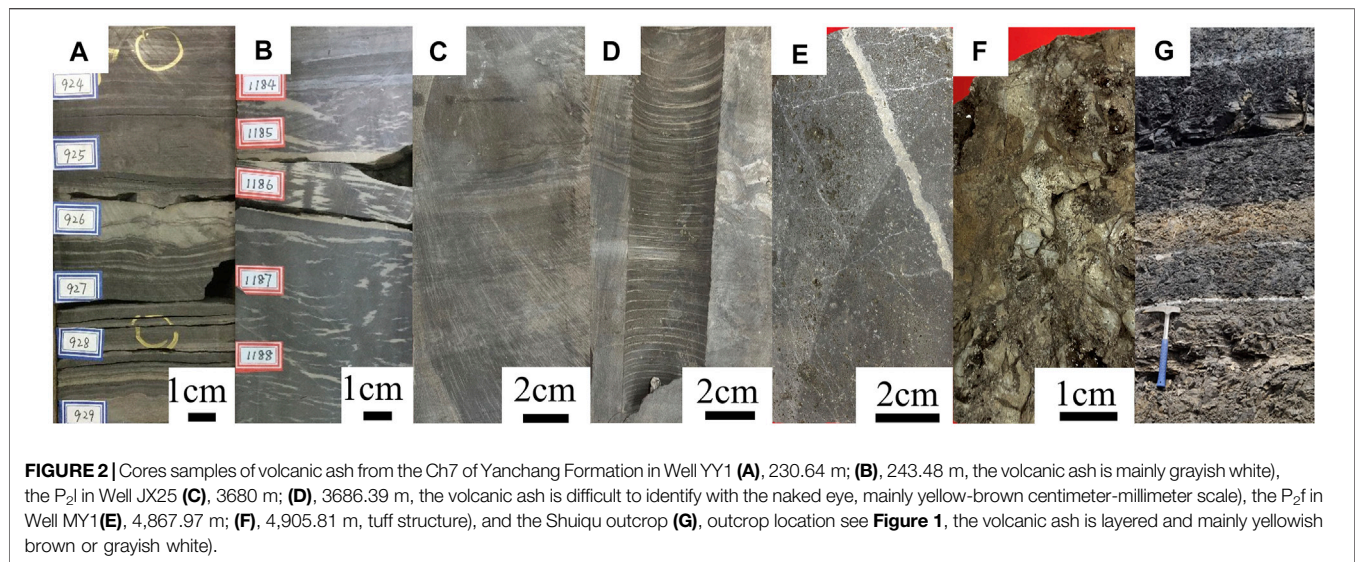 A B C D E F G
924
925
926
927
928
929
1184
1185
1186
1187
1188
1cm 1cm 2cm 2cm 2cm 1cm
FIGURE 2 | Cores samples of volcanic ash from the Ch7 of Yanchang Formation in Well YY1 (A), 230.64 m; (B), 243.48 m, the volcanic ash is mainly grayish white),
the P₂l in Well JX25 (C), 3680 m; (D), 3686.39 m, the volcanic ash is difficult to identify with the naked eye, mainly yellow-brown centimeter-millimeter scale), the P₂f in
Well MY1(E), 4,867.97 m; (F), 4,905.81 m, tuff structure), and the Shuiqu outcrop (G), outcrop location see Figure 1, the volcanic ash is layered and mainly yellowish
brown or grayish white).